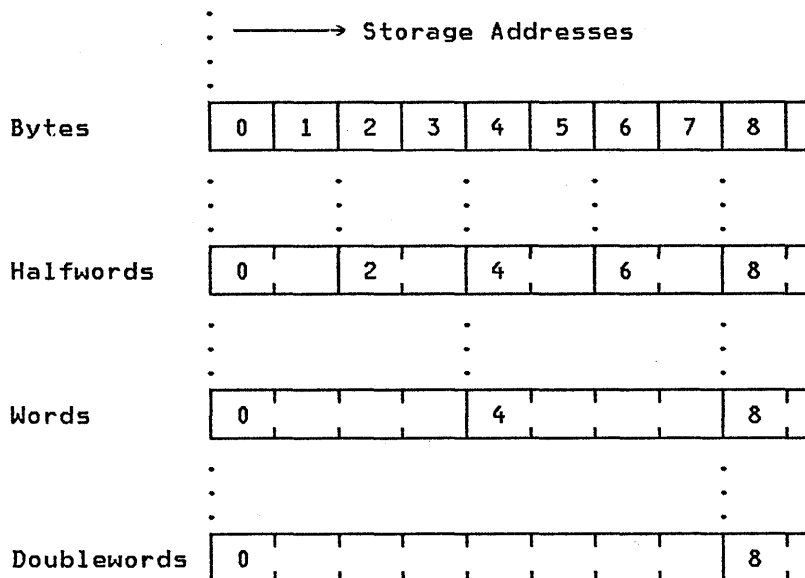 ⟶ Storage Addresses
Bytes 0 1 2 3 4 5 6 7 8
Halfwords 0 2 4 6 8
Words 0 4 8
Doublewords 0 8